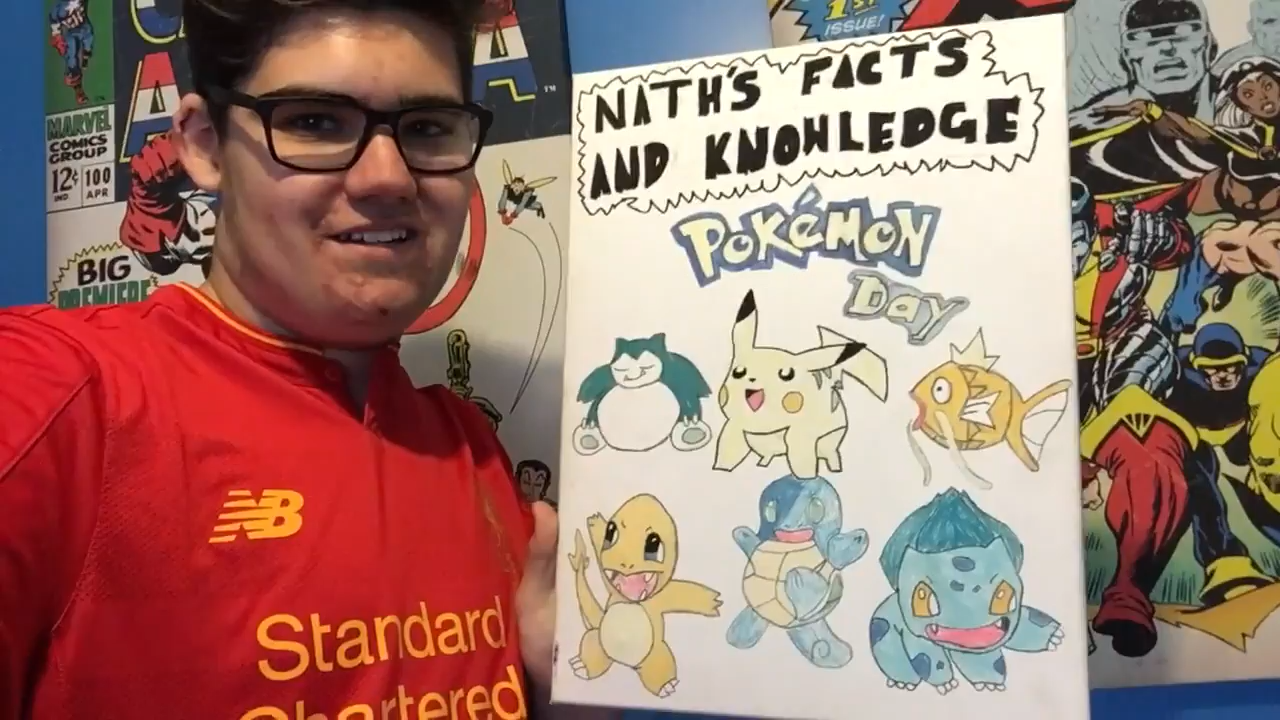 MARVEL
COMICS
GROUP
12¢ 100
IND APR
BIG
PREMIERE
CA
A A
TM
1ST
ISSUE!
NATH'S FACTS
AND KNOWLEDGE
POKÉMON
Day
NB
Standard
Chartered